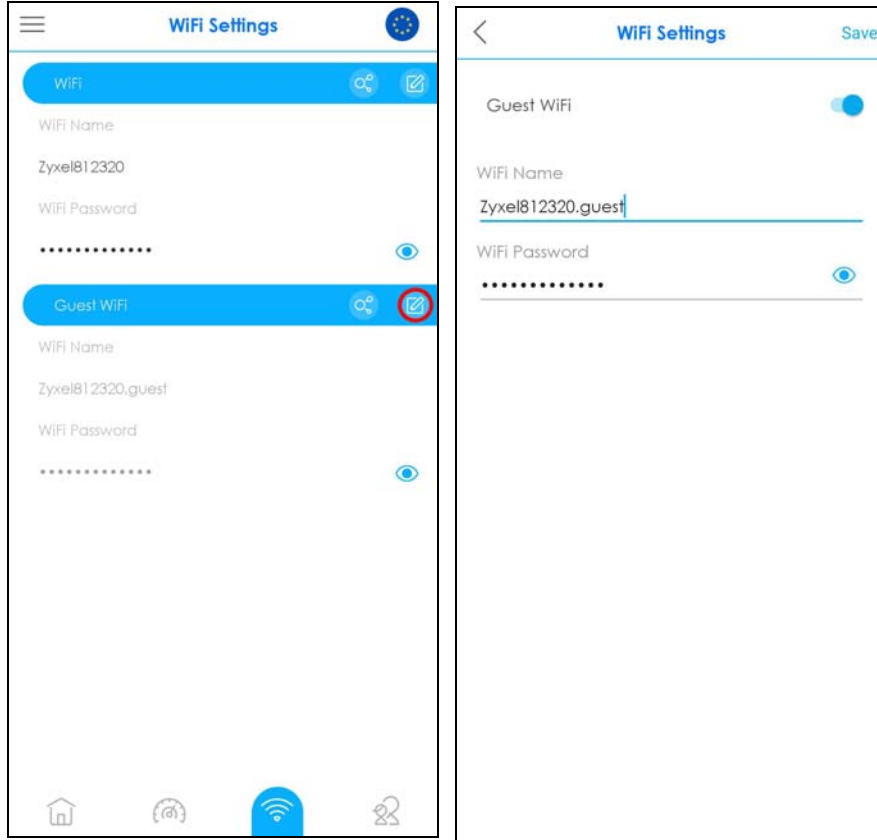 WiFi Settings
WiFi
WiFi Name
Zyxel812320
WiFi Password
•••••••••••••
Guest WiFi
WiFi Name
Zyxel812320.guest
WiFi Password
•••••••••••••
WiFi Settings Save
Guest WiFi
WiFi Name
Zyxel812320.guest
WiFi Password
•••••••••••••